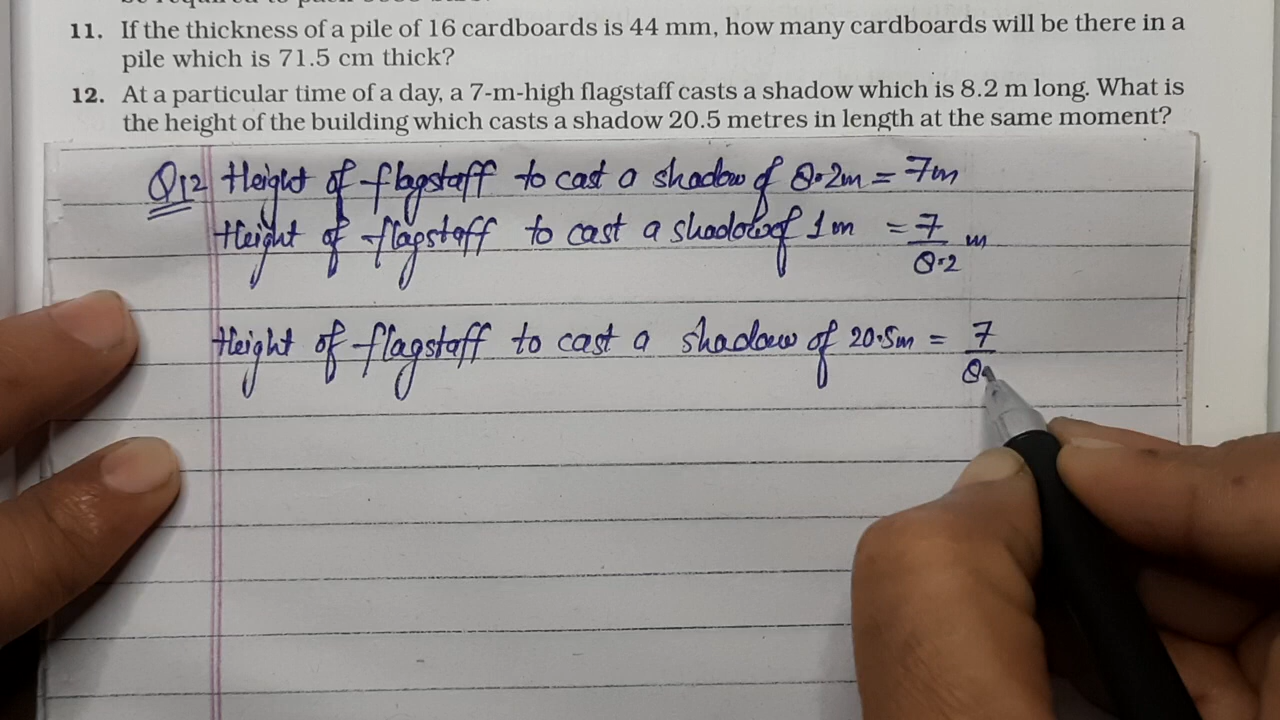 11. If the thickness of a pile of 16 cardboards is 44 mm, how many cardboards will be there in a
pile which is 71.5 cm thick?
12. At a particular time of a day, a 7-m-high flagstaff casts a shadow which is 8.2 m long. What is
the height of the building which casts a shadow 20.5 metres in length at the same moment?
Q12 Height of flagstaff to cast a shadow of 8.2m = 7m
Height of flagstaff to cast a shadow of 1m = 7/8.2 m
Height of flagstaff to cast a shadow of 20.5m = 7/8.